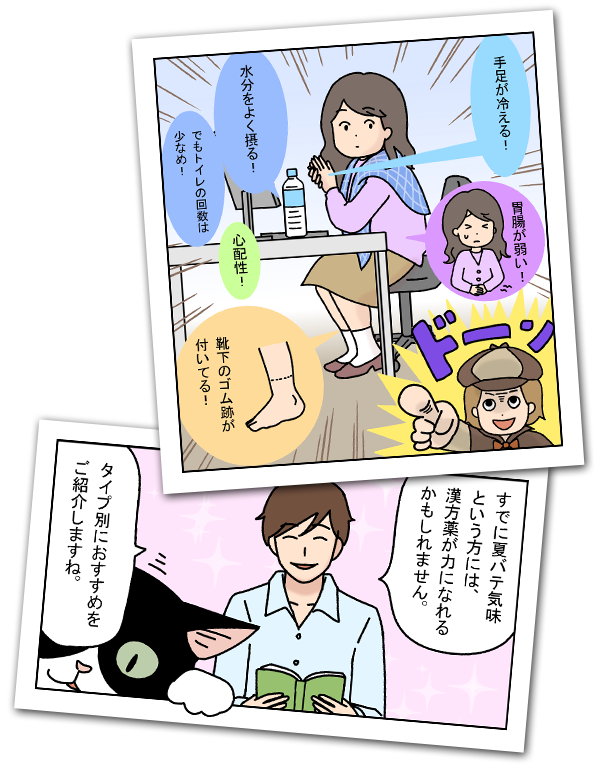 手足が冷える！
水分をよく摂る！
でもトイレの回数は
少なめ！
胃腸が弱い！
心配性！
靴下のゴム跡が
付いてる！
ドーン
すでに夏バテ気味
という方には、
漢方薬が力になれる
かもしれません。
タイプ別におすすめを
ご紹介しますね。